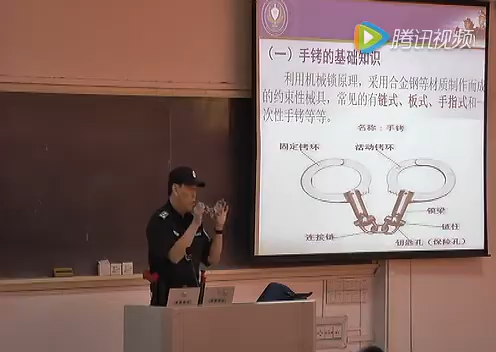 腾讯视频
（一）手铐的基础知识
利用机械锁原理，采用合金钢等材质制作而成
的约束性械具，常见的有链式、板式、手指式和一
次性手铐等等。
名称：手铐
固定铐环 活动铐环
锁梁
链柱
连接链 钥匙孔（保险孔）